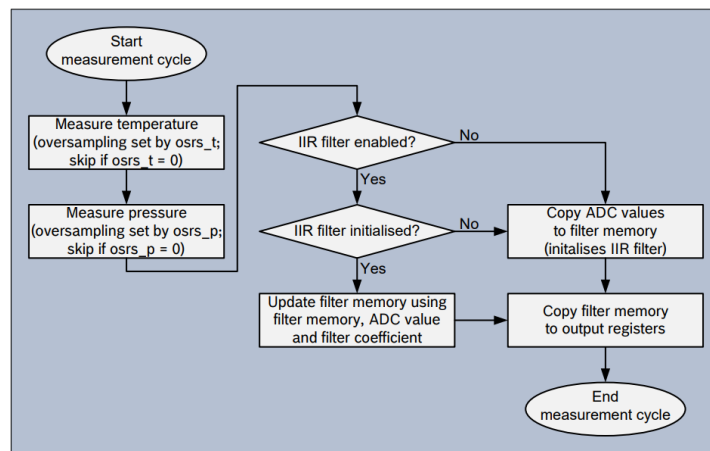 Start
measurement cycle
Measure temperature
(oversampling set by osrs_t;
skip if osrs_t = 0)
Measure pressure
(oversampling set by osrs_p;
skip if osrs_p = 0)
IIR filter enabled?
No
Yes
IIR filter initialised?
No
Yes
Copy ADC values
to filter memory
(initalises IIR filter)
Update filter memory using
filter memory, ADC value
and filter coefficient
Copy filter memory
to output registers
End
measurement cycle